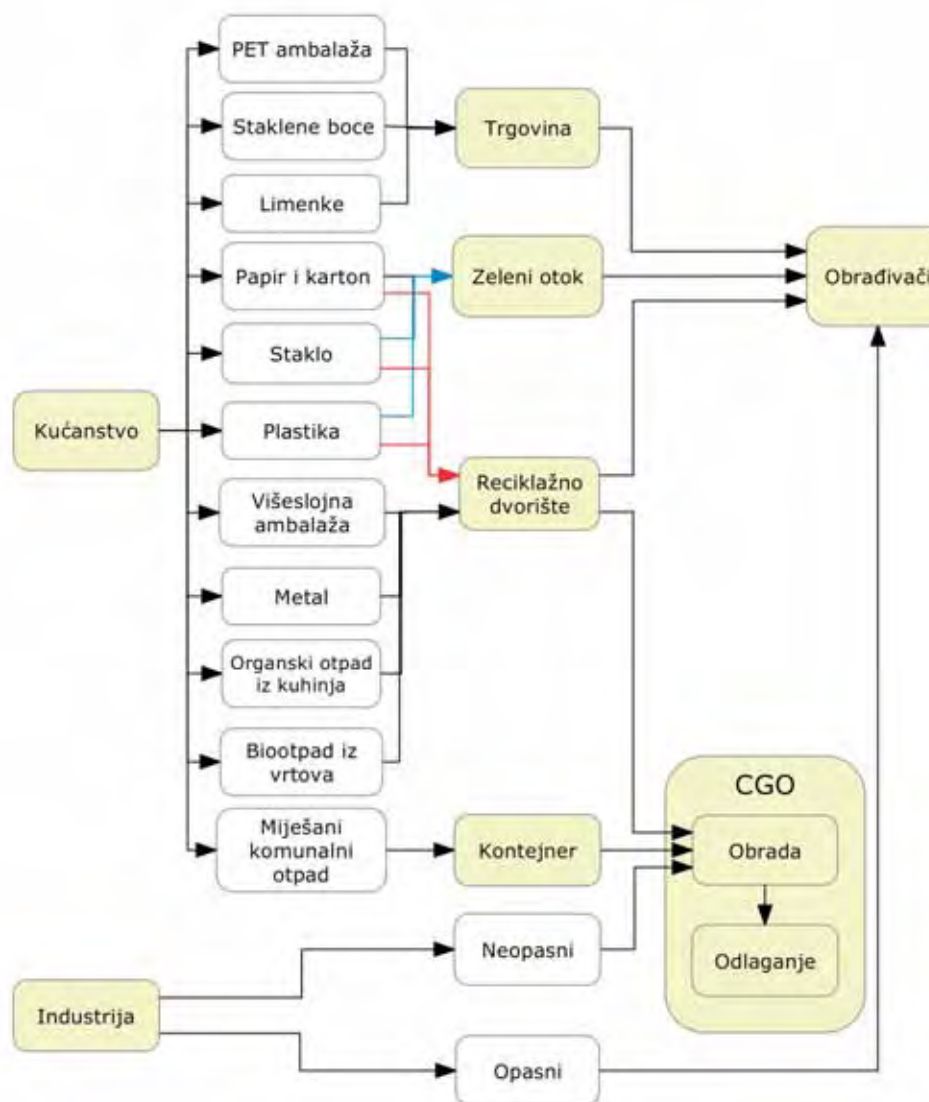 PET ambalaža
Staklene boce
Trgovina
Limenke
Papir i karton
Zeleni otok
Obrađivači
Staklo
Kućanstvo
Plastika
Reciklažno
dvorište
Višeslojna
ambalaža
Metal
Organski otpad
iz kuhinja
Biootpad iz
vrtova
CGO
Miješani
komunalni
otpad
Kontejner
Obrada
Neopasni
Odlaganje
Industrija
Opasni